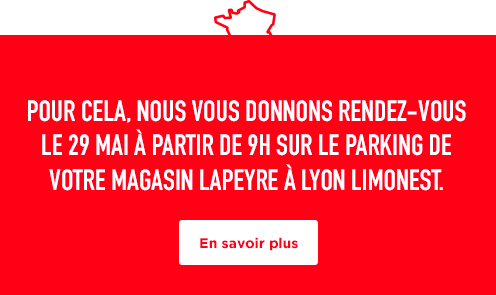 POUR CELA, NOUS VOUS DONNONS RENDEZ-VOUS
LE 29 MAI À PARTIR DE 9H SUR LE PARKING DE
VOTRE MAGASIN LAPEYRE À LYON LIMONEST.
En savoir plus